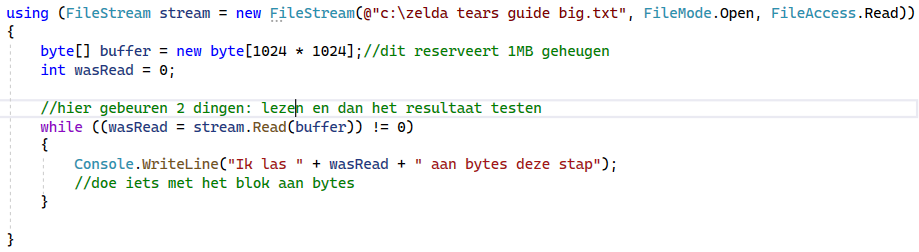 using (FileStream stream = new FileStream(@"c:\zelda tears guide big.txt", FileMode.Open, FileAccess.Read))
{
byte[] buffer = new byte[1024 * 1024];//dit reserveert 1MB geheugen
int wasRead = 0;
//hier gebeuren 2 dingen: lezen en dan het resultaat testen
while ((wasRead = stream.Read(buffer)) != 0)
{
Console.WriteLine("Ik las " + wasRead + " aan bytes deze stap");
//doe iets met het blok aan bytes
}
}